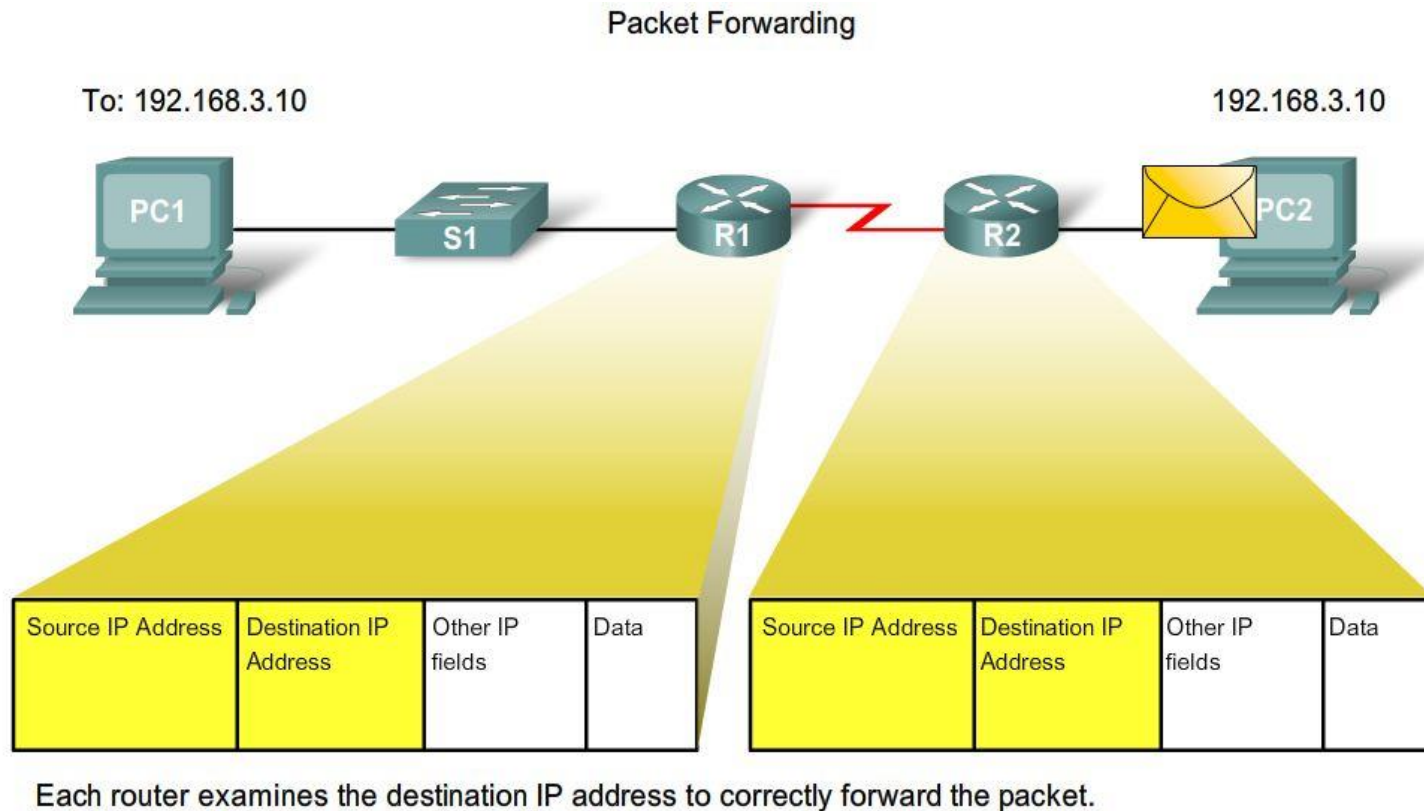 Packet Forwarding
To: 192.168.3.10
192.168.3.10
PC1
S1
R1
R2
PC2
Source IP Address
Destination IP
Address
Other IP
fields
Data
Source IP Address
Destination IP
Address
Other IP
fields
Data
Each router examines the destination IP address to correctly forward the packet.